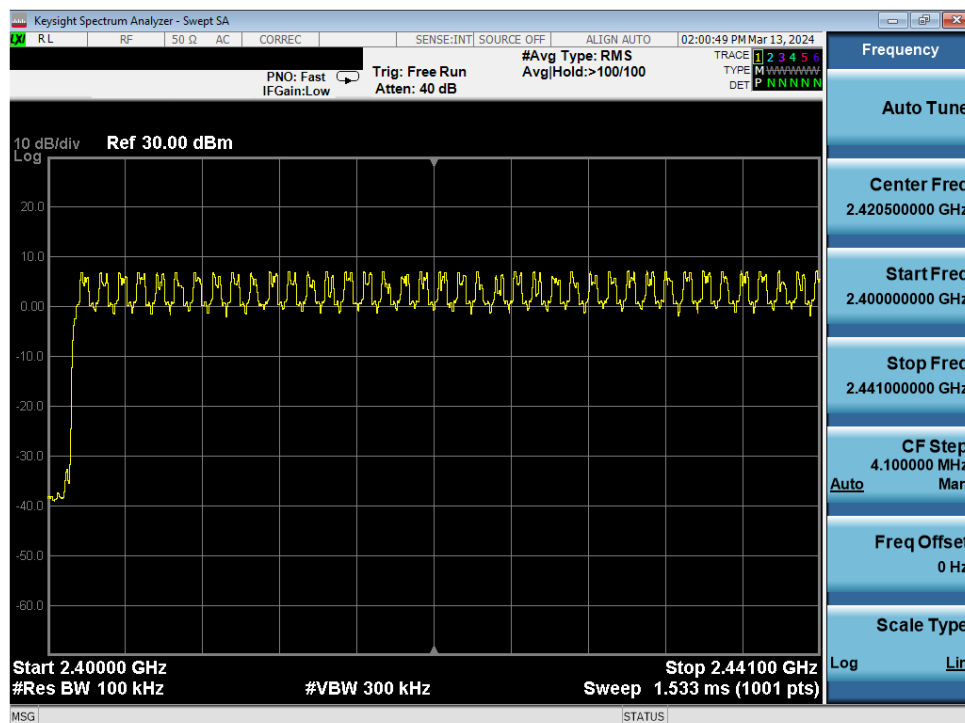 Keysight Spectrum Analyzer - Swept SA
LXI RL RF 50 Ω AC CORREC SENSE:INT SOURCE OFF ALIGN AUTO 02:00:49 PM Mar 13, 2024
PNO: Fast
IFGain:Low
Trig: Free Run
Atten: 40 dB
#Avg Type: RMS
Avg|Hold:>100/100
TRACE 1 2 3 4 5 6
TYPE M WWWWW
DET P N N N N N
10 dB/div
Log
Ref 30.00 dBm
20.0
10.0
0.00
-10.0
-20.0
-30.0
-40.0
-50.0
-60.0
Start 2.40000 GHz
#Res BW 100 kHz
#VBW 300 kHz
Stop 2.44100 GHz
Sweep 1.533 ms (1001 pts)
Frequency
Auto Tune
Center Freq
2.420500000 GHz
Start Freq
2.400000000 GHz
Stop Freq
2.441000000 GHz
CF Step
4.100000 MHz
Auto Man
Freq Offset
0 Hz
Scale Type
Log Lin
MSG
STATUS